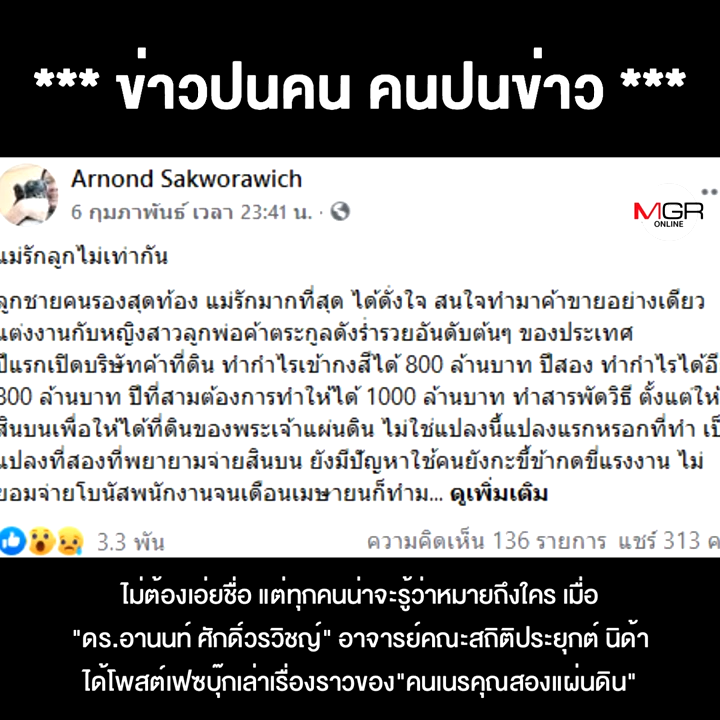 *** ข่าวปนคน คนปนข่าว ***
Arnond Sakworawich
6 กุมภาพันธ์ เวลา 23:41 น. ·
MGR
ONLINE
แม่รักลูกไม่เท่ากัน
ลูกชายคนรองสุดท้อง แม่รักมากที่สุด ได้ดั่งใจ สนใจทำมาค้าขายอย่างเดียว
แต่งงานกับหญิงสาวลูกพ่อค้าตระกูลดังร่ำรวยอันดับต้นๆ ของประเทศ
ปีแรกเปิดบริษัทค้าที่ดิน ทำกำไรเข้ากงสีได้ 800 ล้านบาท ปีสอง ทำกำไรได้อี
800 ล้านบาท ปีที่สามต้องการทำให้ได้ 1000 ล้านบาท ทำสารพัดวิธี ตั้งแต่ให้
สินบนเพื่อให้ได้ที่ดินของพระเจ้าแผ่นดิน ไม่ใช่แปลงนี้แปลงแรกหรอกที่ทำ เป็
แปลงที่สองที่พยายามจ่ายสินบน ยังมีปัญหาใช้คนยังกะขี้ข้ากดขี่แรงงาน ไม่
ยอมจ่ายโบนัสพนักงานจนเดือนเมษายนก็ทำม... ดูเพิ่มเติม
3.3 พัน
ความคิดเห็น 136 รายการ แชร์ 313 ค
ไม่ต้องเอ่ยชื่อ แต่ทุกคนน่าจะรู้ว่าหมายถึงใคร เมื่อ
"ดร.อานนท์ ศักดิ์วรวิชญ์" อาจารย์คณะสถิติประยุกต์ นิด้า
ได้โพสต์เฟซบุ๊กเล่าเรื่องราวของ"คนเนรคุณสองแผ่นดิน"